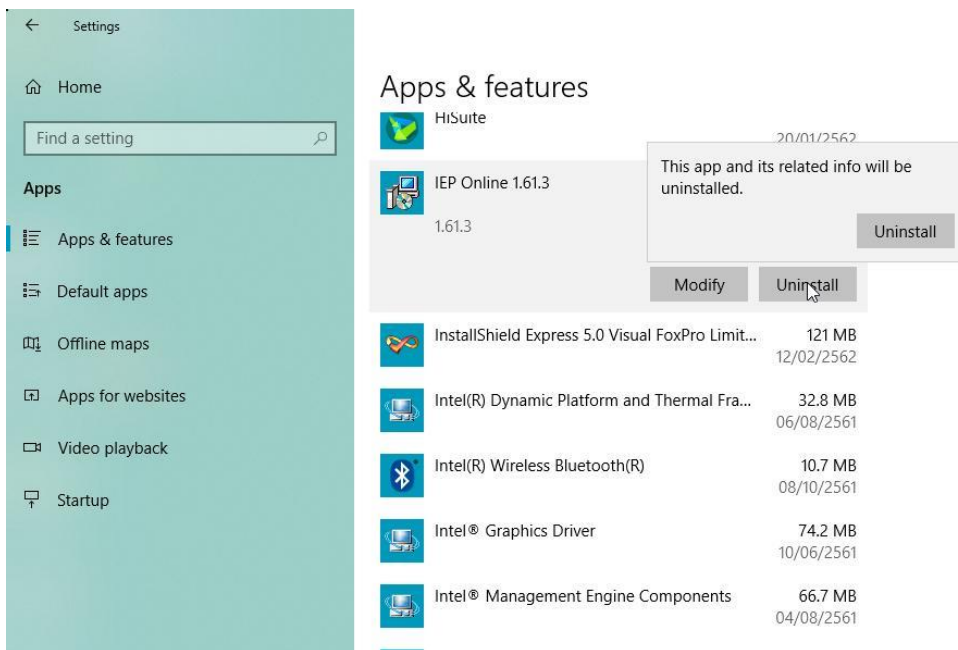 Settings
Home
Find a setting
Apps
Apps & features
Default apps
Offline maps
Apps for websites
Video playback
Startup
Apps & features
HiSuite
20/01/2562
IEP Online 1.61.3
1.61.3
This app and its related info will be
uninstalled.
Uninstall
Modify
Uninstall
InstallShield Express 5.0 Visual FoxPro Limit...
121 MB
12/02/2562
Intel(R) Dynamic Platform and Thermal Fra...
32.8 MB
06/08/2561
Intel(R) Wireless Bluetooth(R)
10.7 MB
08/10/2561
Intel® Graphics Driver
74.2 MB
10/06/2561
Intel® Management Engine Components
66.7 MB
04/08/2561